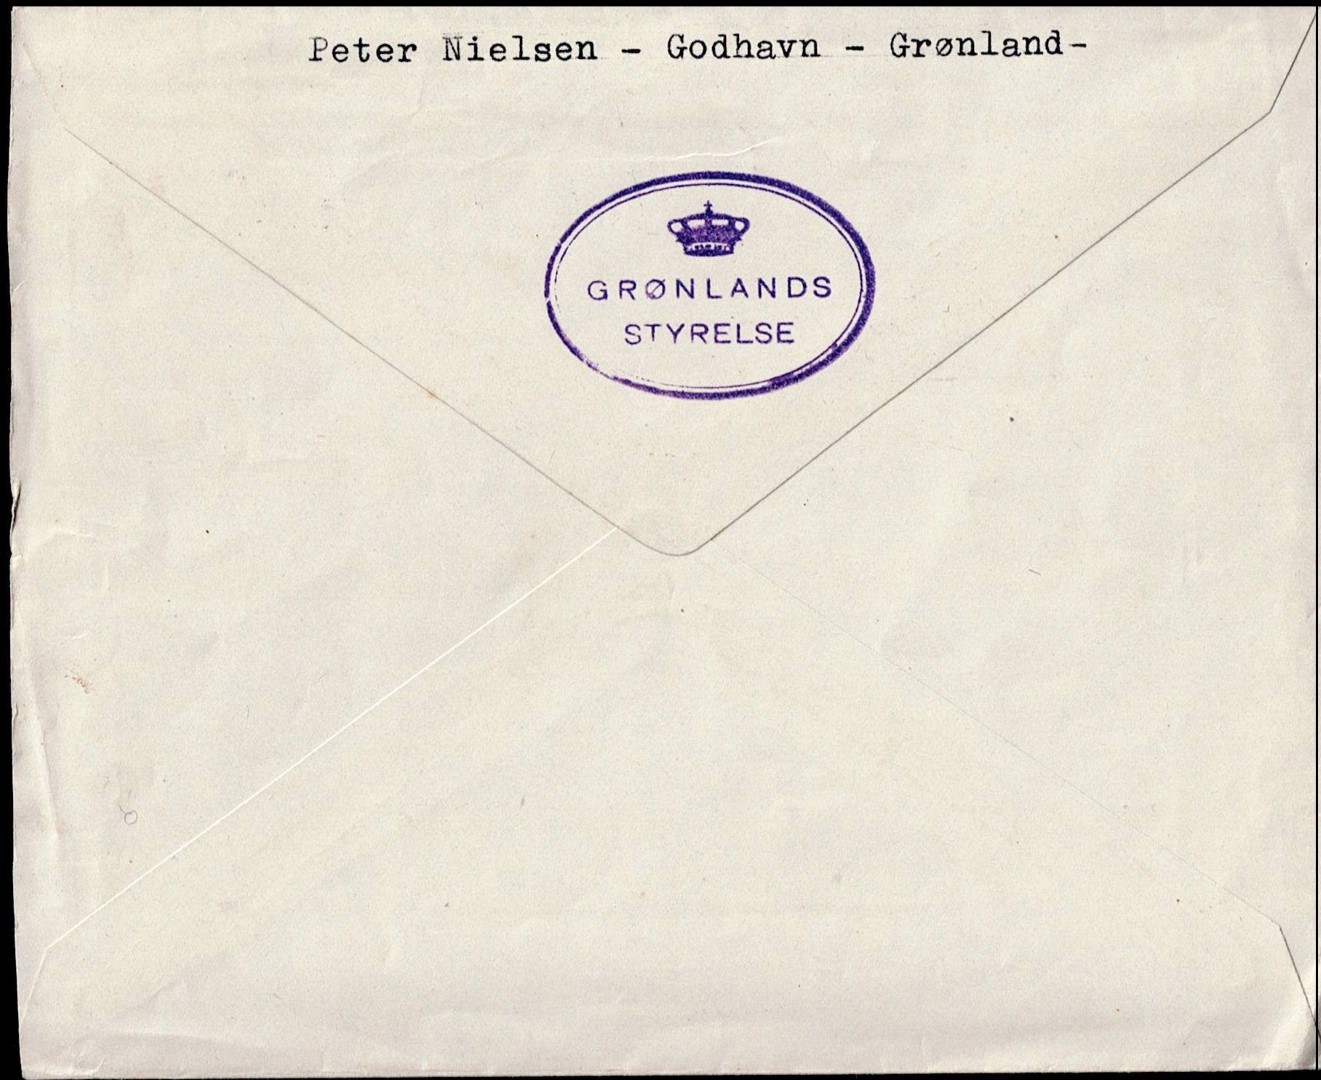 Peter Nielsen - Godhavn - Grønland-
GRØNLANDS
STYRELSE